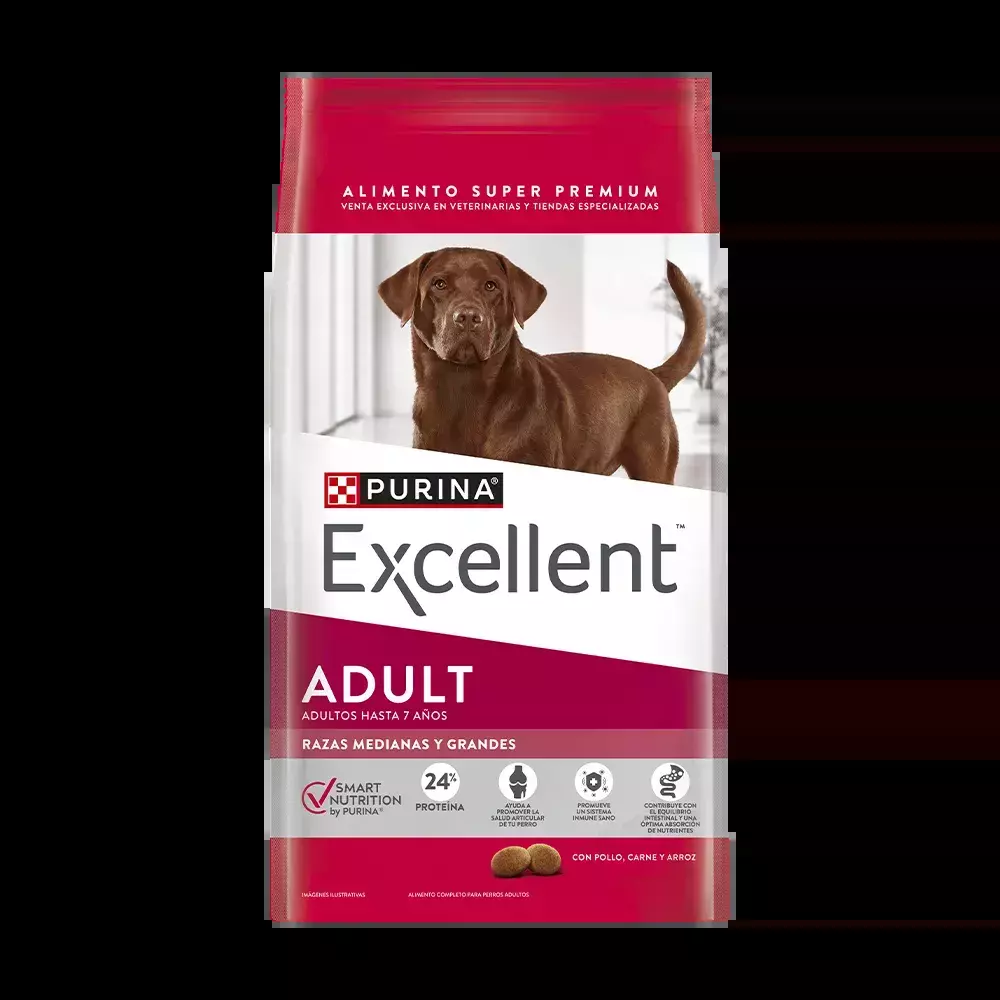 ALIMENTO SUPER PREMIUM
VENTA EXCLUSIVA EN VETERINARIAS Y TIENDAS ESPECIALIZADAS
PURINA®
Excellent™
ADULT
ADULTOS HASTA 7 AÑOS
RAZAS MEDIANAS Y GRANDES
SMART
NUTRITION
by PURINA®
24%
PROTEÍNA
AYUDA A
PROMOVER LA
SALUD ARTICULAR
DE TU PERRO
PROMUEVE
UN SISTEMA
INMUNE SANO
CONTRIBUYE CON
EL EQUILIBRIO
INTESTINAL Y UNA
ÓPTIMA ABSORCIÓN
DE NUTRIENTES
CON POLLO, CARNE Y ARROZ
IMÁGENES ILUSTRATIVAS
ALIMENTO COMPLETO PARA PERROS ADULTOS